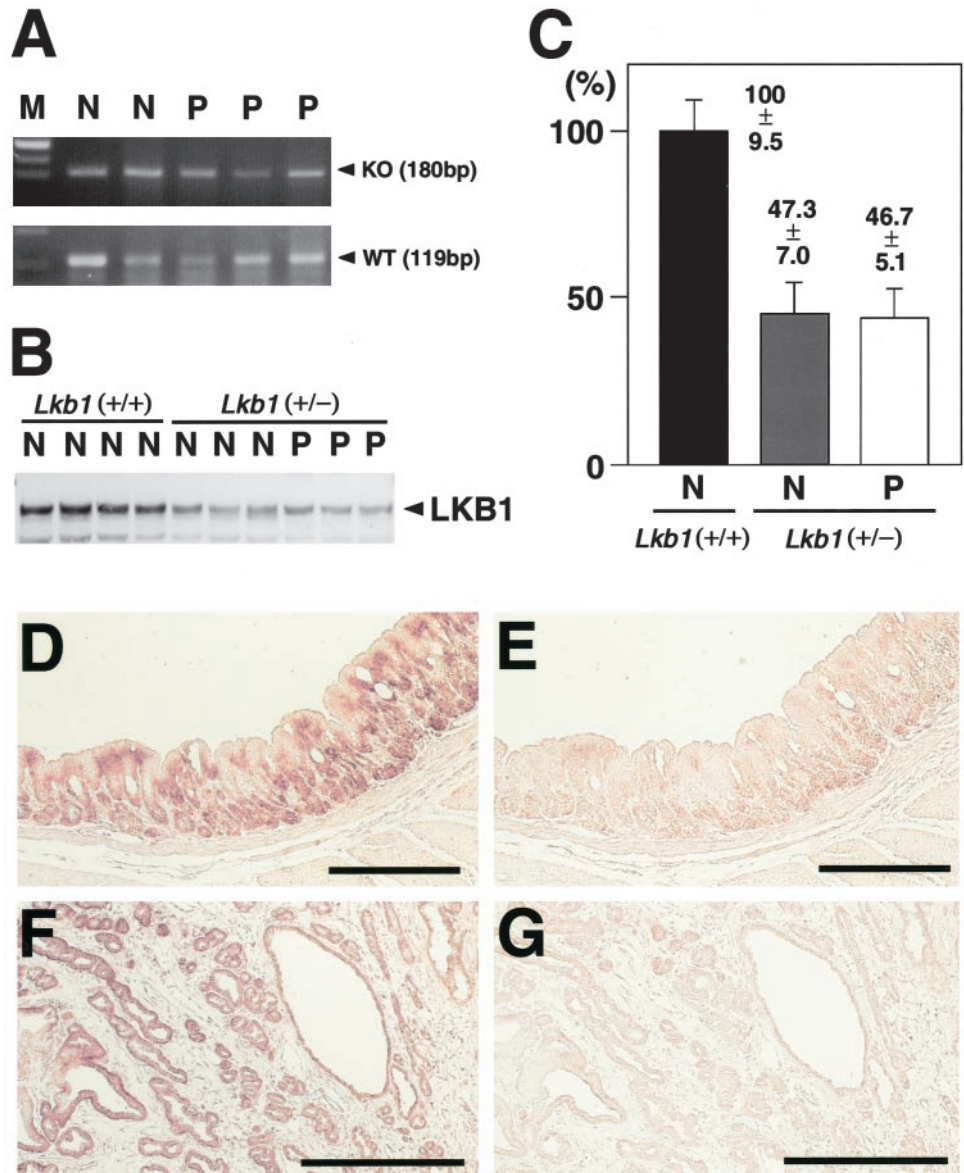 A
M N N P P P
◄ KO (180bp)
◄ WT (119bp)
B
Lkb1 (+/+) Lkb1 (+/−)
N N N N N N N P P P
◄ LKB1
C
(%)
100
50
0
100
±
9.5
47.3
±
7.0
46.7
±
5.1
N N P
Lkb1 (+/+) Lkb1 (+/−)
D
E
F
G